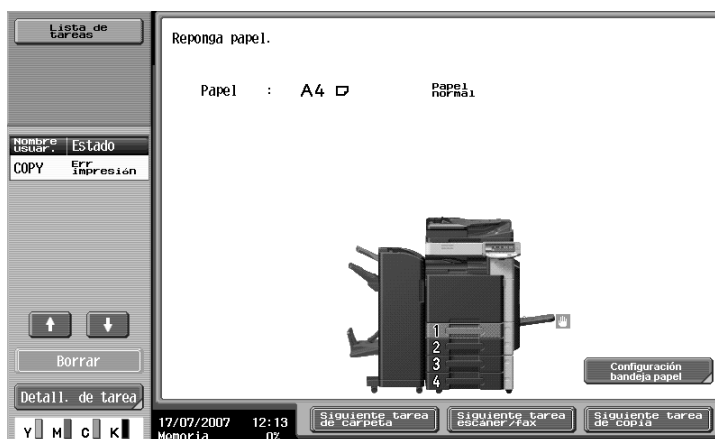 Lista de
tareas
Nombre
usuar.
Estado
COPY
Err
impresión
Borrar
Detall. de tarea
Y M C K
Reponga papel.
Papel : A4
Papel
normal
1
2
3
4
Configuración
bandeja papel
17/07/2007 12:13
Memoria 0%
Siguiente tarea
de carpeta
Siguiente tarea
escáner/fax
Siguiente tarea
de copia